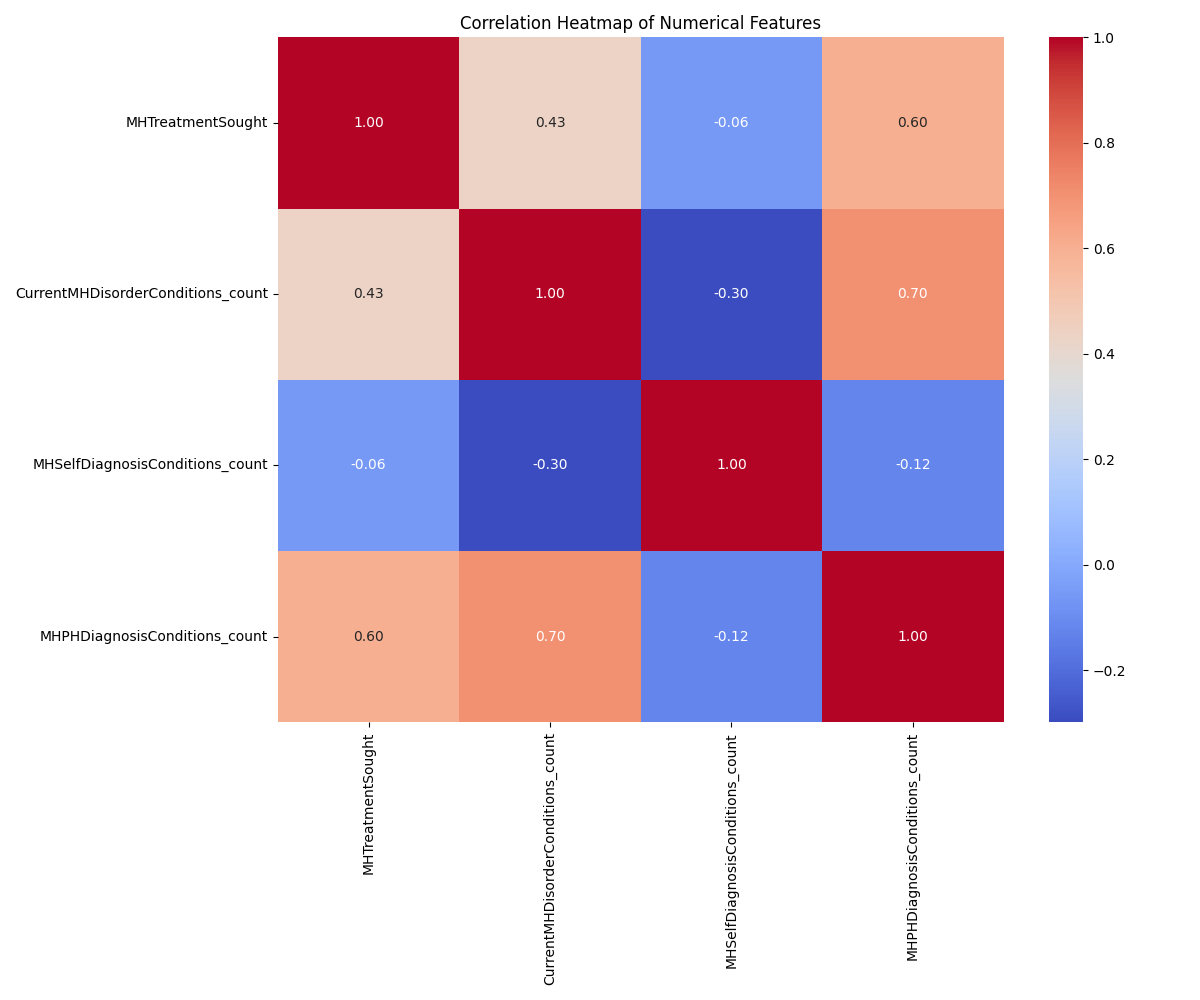 Correlation Heatmap of Numerical Features
MHTreatmentSought
1.00
0.43
-0.06
0.60
CurrentMHDisorderConditions_count
0.43
1.00
-0.30
0.70
MHSelfDiagnosisConditions_count
-0.06
-0.30
1.00
-0.12
MHPHDiagnosisConditions_count
0.60
0.70
-0.12
1.00
MHTreatmentSought
CurrentMHDisorderConditions_count
MHSelfDiagnosisConditions_count
MHPHDiagnosisConditions_count
1.0
0.8
0.6
0.4
0.2
0.0
−0.2